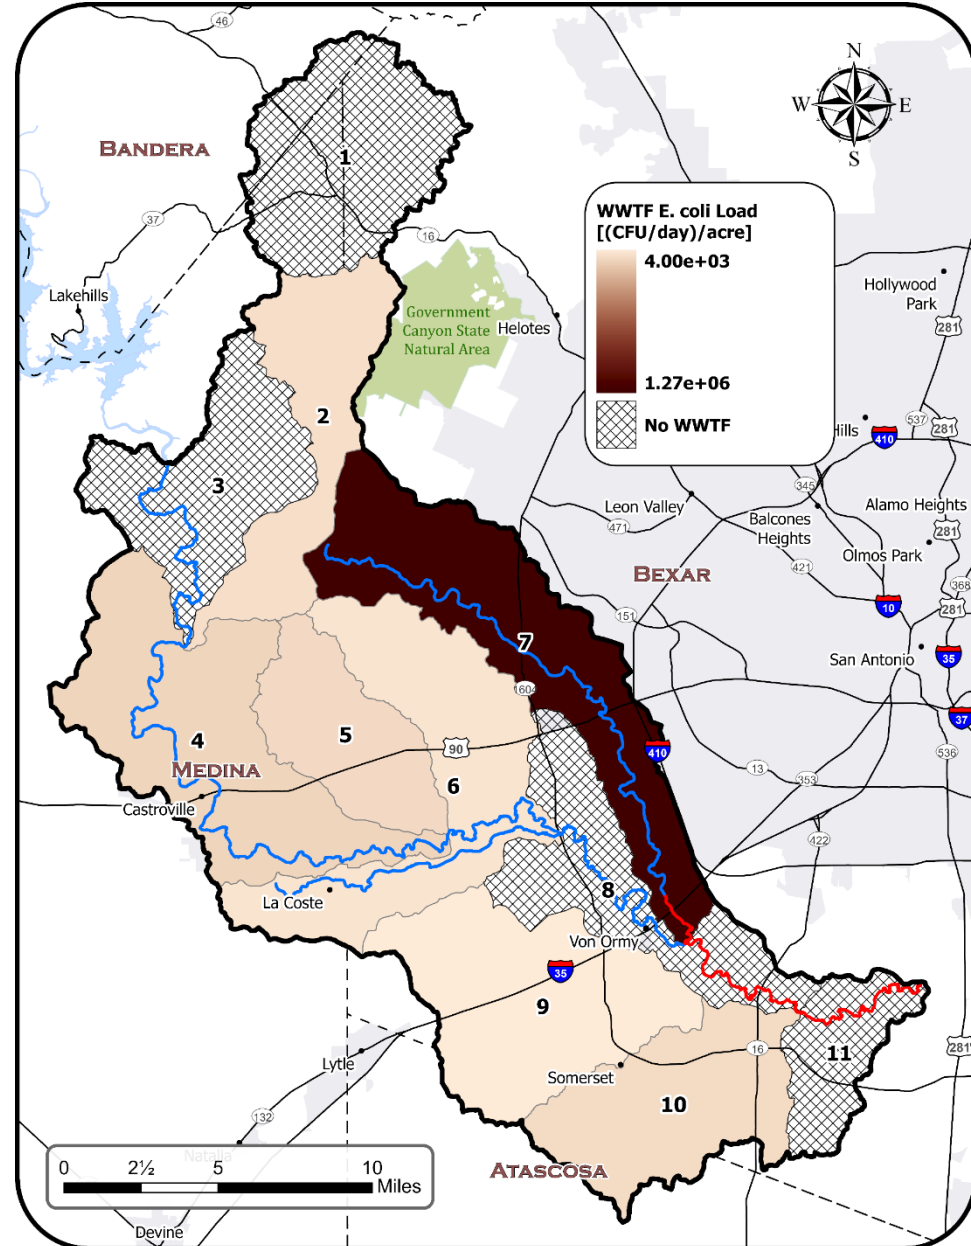 46
N
W E
S
BANDERA
1
37
16
WWTF E. coli Load
[(CFU/day)/acre]
4.00e+03
1.27e+06
No WWTF
Lakehills
Government
Canyon State
Natural Area
Helotes
Hollywood
Park
281
2
537
281
410
3
345
Leon Valley
471
Balcones
Heights
Alamo Heights
281
Olmos Park
421
BEXAR
368
10
281
151
7
San Antonio
35
1604
37
4
5
90
410
536
MEDINA
13
353
6
Castroville
422
8
La Coste
Von Ormy
35
9
281
16
11
Lytle
Somerset
10
132
Natalia
0 2½ 5 10
Miles
ATASCOSA
Devine